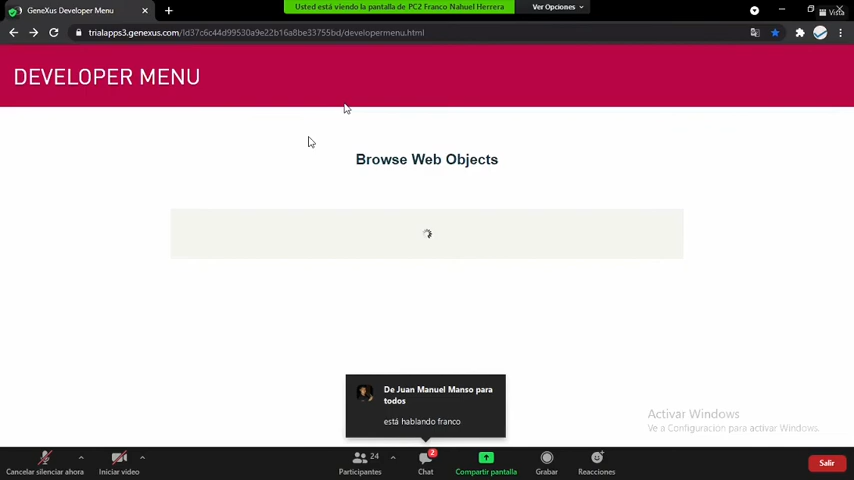 GeneXus Developer Menu
Usted está viendo la pantalla de PC2 Franco Nahuel Herrera
Ver Opciones
Vista
trialapps3.genexus.com/Id37c6c44d99530a9e22b16a8be33755bd/developermenu.html
DEVELOPER MENU
Browse Web Objects
De Juan Manuel Manso para
todos
está hablando franco
Activar Windows
Ve a Configuración para activar Windows.
Cancelar silenciar ahora
Iniciar video
24
Participantes
2
Chat
Compartir pantalla
Grabar
Reacciones
Salir